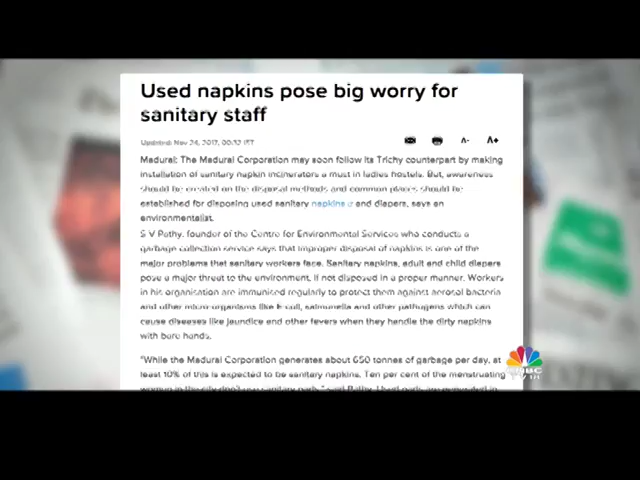 Used napkins pose big worry for
sanitary staff
Updated: Nov 24, 2017, 00:32 IST
A- A+
Madurai: The Madurai Corporation may soon follow its Trichy counterpart by making
installation of sanitary napkin incinerators a must in ladies hostels. But, awareness
should be created on the disposal methods and common places should be
established for disposing used sanitary napkins and diapers, says an
environmentalist.
S V Pathy, founder of the Centre for Environmental Services who conducts a
garbage collection service says that improper disposal of napkins is one of the
major problems that sanitary workers face. Sanitary napkins, adult and child diapers
pose a major threat to the environment, if not disposed in a proper manner. Workers
in his organisation are immunised regularly to protect them against aerosol bacteria
and other micro organisms like E coli, salmonella and other pathogens which can
cause diseases like jaundice and other fevers when they handle the dirty napkins
with bare hands.
"While the Madurai Corporation generates about 650 tonnes of garbage per day, at
least 10% of this is expected to be sanitary napkins. Ten per cent of the menstruating
CNBC
TV18